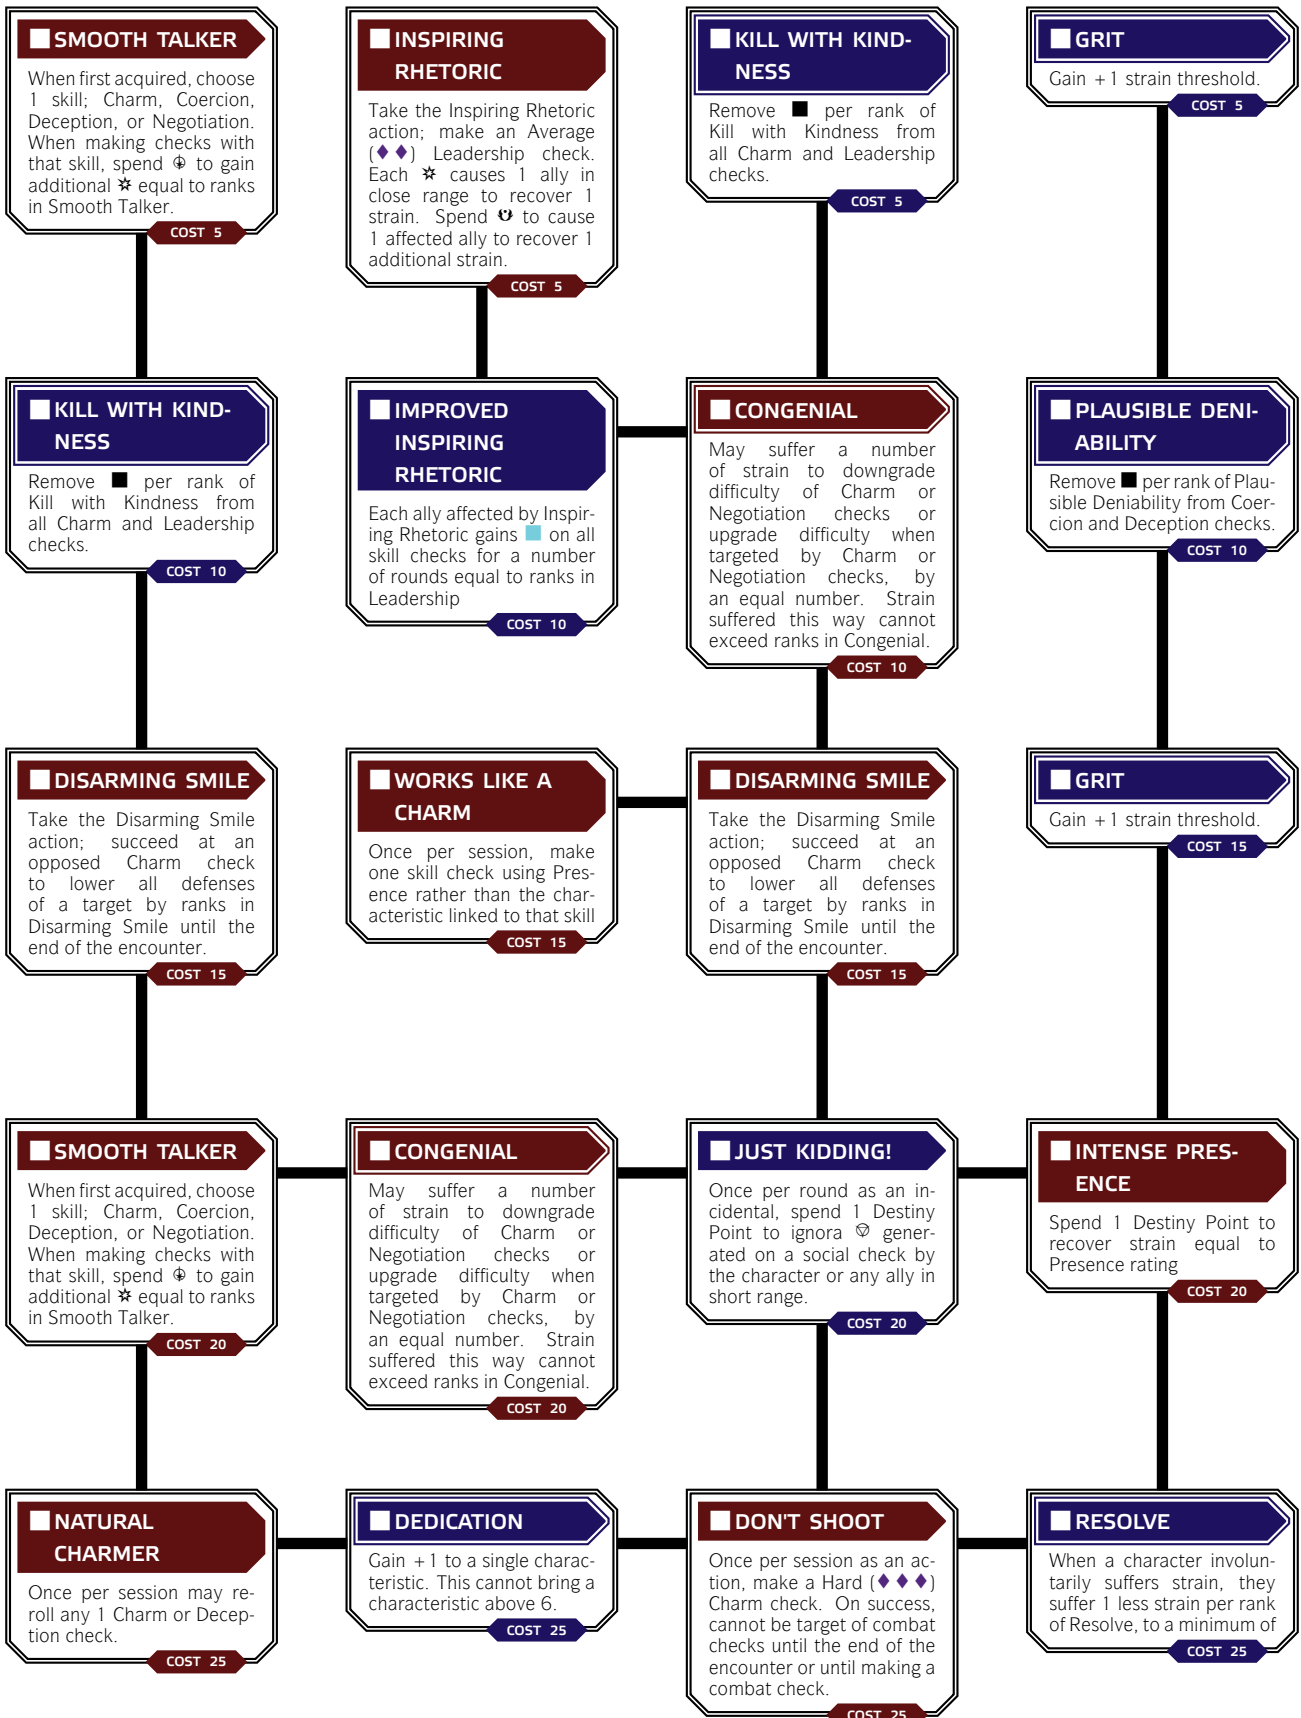 SMOOTH TALKER
When first acquired, choose
1 skill; Charm, Coercion,
Deception, or Negotiation.
When making checks with
that skill, spend to gain
additional equal to ranks
in Smooth Talker.
COST 5
INSPIRING
RHETORIC
Take the Inspiring Rhetoric
action; make an Average
(♦♦) Leadership check.
Each causes 1 ally in
close range to recover 1
strain. Spend to cause
1 affected ally to recover 1
additional strain.
COST 5
KILL WITH KIND-
NESS
Remove ■ per rank of
Kill with Kindness from
all Charm and Leadership
checks.
COST 5
GRIT
Gain +1 strain threshold.
COST 5
KILL WITH KIND-
NESS
Remove ■ per rank of
Kill with Kindness from
all Charm and Leadership
checks.
COST 10
IMPROVED
INSPIRING
RHETORIC
Each ally affected by Inspir-
ing Rhetoric gains ■ on all
skill checks for a number
of rounds equal to ranks in
Leadership
COST 10
CONGENIAL
May suffer a number
of strain to downgrade
difficulty of Charm or
Negotiation checks or
upgrade difficulty when
targeted by Charm or
Negotiation checks, by
an equal number. Strain
suffered this way cannot
exceed ranks in Congenial.
COST 10
PLAUSIBLE DENI-
ABILITY
Remove ■ per rank of Plau-
sible Deniability from Coer-
cion and Deception checks.
COST 10
DISARMING SMILE
Take the Disarming Smile
action; succeed at an
opposed Charm check
to lower all defenses
of a target by ranks in
Disarming Smile until the
end of the encounter.
COST 15
WORKS LIKE A
CHARM
Once per session, make
one skill check using Pres-
ence rather than the char-
acteristic linked to that skill
COST 15
DISARMING SMILE
Take the Disarming Smile
action; succeed at an
opposed Charm check
to lower all defenses
of a target by ranks in
Disarming Smile until the
end of the encounter.
COST 15
GRIT
Gain +1 strain threshold.
COST 15
SMOOTH TALKER
When first acquired, choose
1 skill; Charm, Coercion,
Deception, or Negotiation.
When making checks with
that skill, spend to gain
additional equal to ranks
in Smooth Talker.
COST 20
CONGENIAL
May suffer a number
of strain to downgrade
difficulty of Charm or
Negotiation checks or
upgrade difficulty when
targeted by Charm or
Negotiation checks, by
an equal number. Strain
suffered this way cannot
exceed ranks in Congenial.
COST 20
JUST KIDDING!
Once per round as an in-
cidental, spend 1 Destiny
Point to ignora gener-
ated on a social check by
the character or any ally in
short range.
COST 20
INTENSE PRES-
ENCE
Spend 1 Destiny Point to
recover strain equal to
Presence rating
COST 20
NATURAL
CHARMER
Once per session may re-
roll any 1 Charm or Decep-
tion check.
COST 25
DEDICATION
Gain +1 to a single charac-
teristic. This cannot bring a
characteristic above 6.
COST 25
DON'T SHOOT
Once per session as an ac-
tion, make a Hard (♦♦♦)
Charm check. On success,
cannot be target of combat
checks until the end of the
encounter or until making a
combat check.
COST 25
RESOLVE
When a character involun-
tarily suffers strain, they
suffer 1 less strain per rank
of Resolve, to a minimum of
COST 25